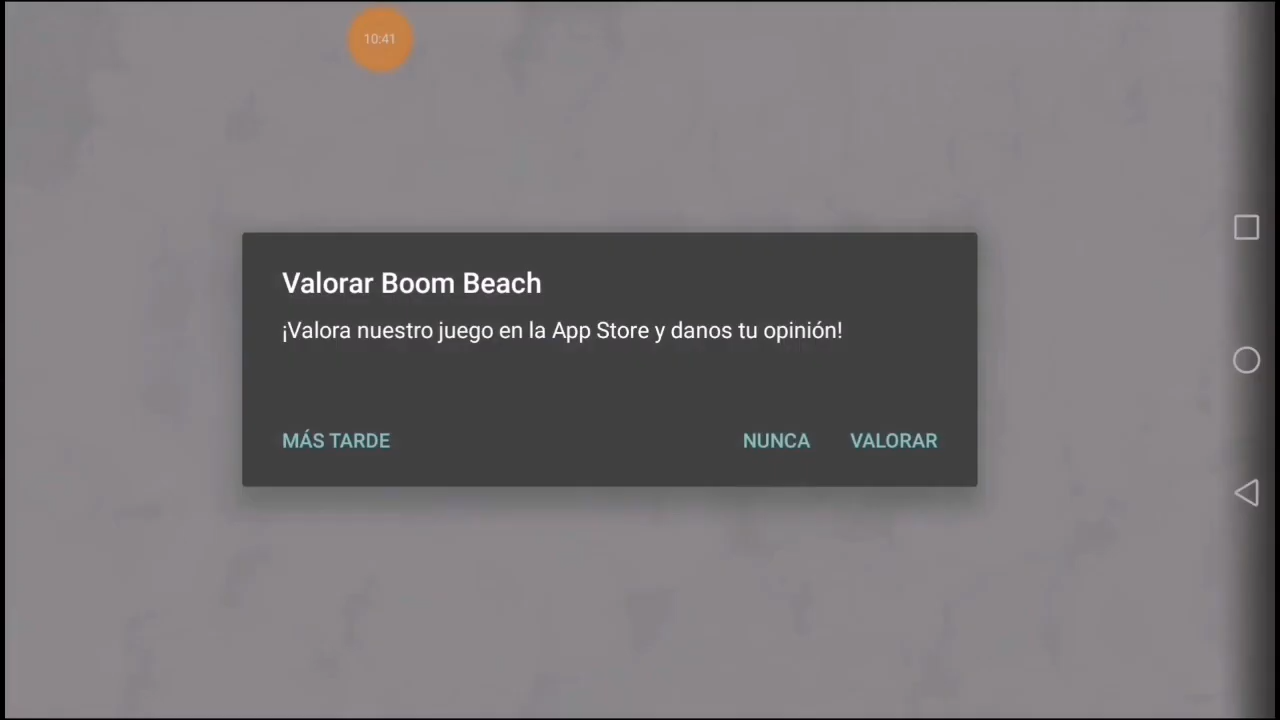 10:41
Valorar Boom Beach
¡Valora nuestro juego en la App Store y danos tu opinión!
MÁS TARDE NUNCA VALORAR